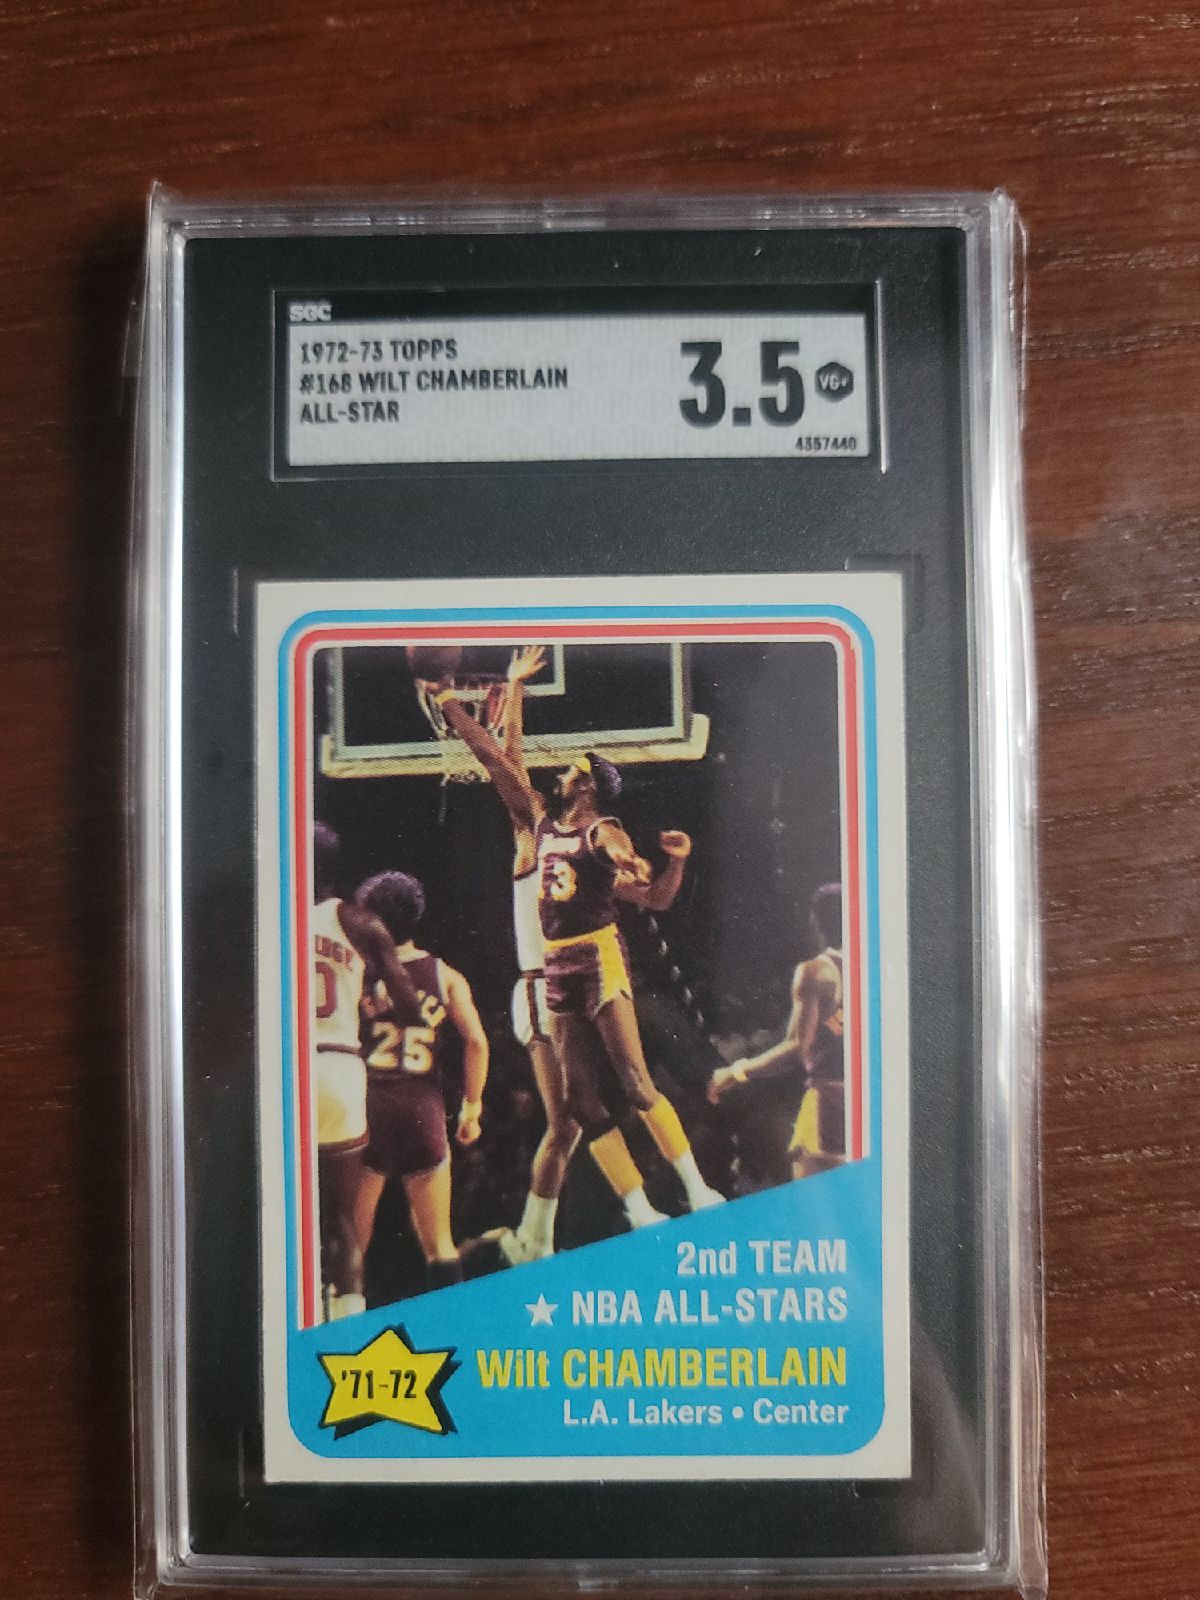 SGC
1972-73 TOPPS
#168 WILT CHAMBERLAIN
ALL-STAR
3.5
VG+
4357440
13
25
2nd TEAM
★ NBA ALL-STARS
'71-72
Wilt CHAMBERLAIN
L.A. Lakers • Center